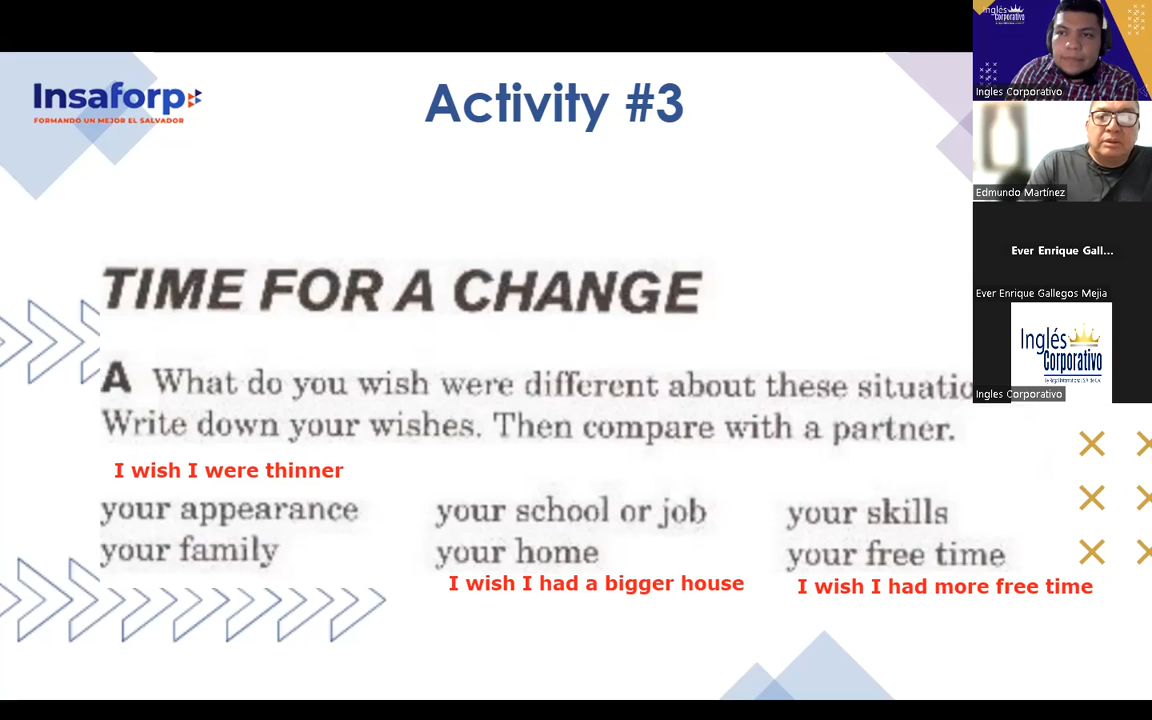 Insaforp
FORMANDO UN MEJOR EL SALVADOR
Activity #3
TIME FOR A CHANGE
A What do you wish were different about these situatio
Write down your wishes. Then compare with a partner.
I wish I were thinner
your appearance your school or job your skills
your family your home your free time
I wish I had a bigger house I wish I had more free time
Inglés
Corporativo
Ingles Corporativo
Edmundo Martínez
Ever Enrique Gall...
Ever Enrique Gallegos Mejia
Inglés
Corporativo
Ingles Corporativo